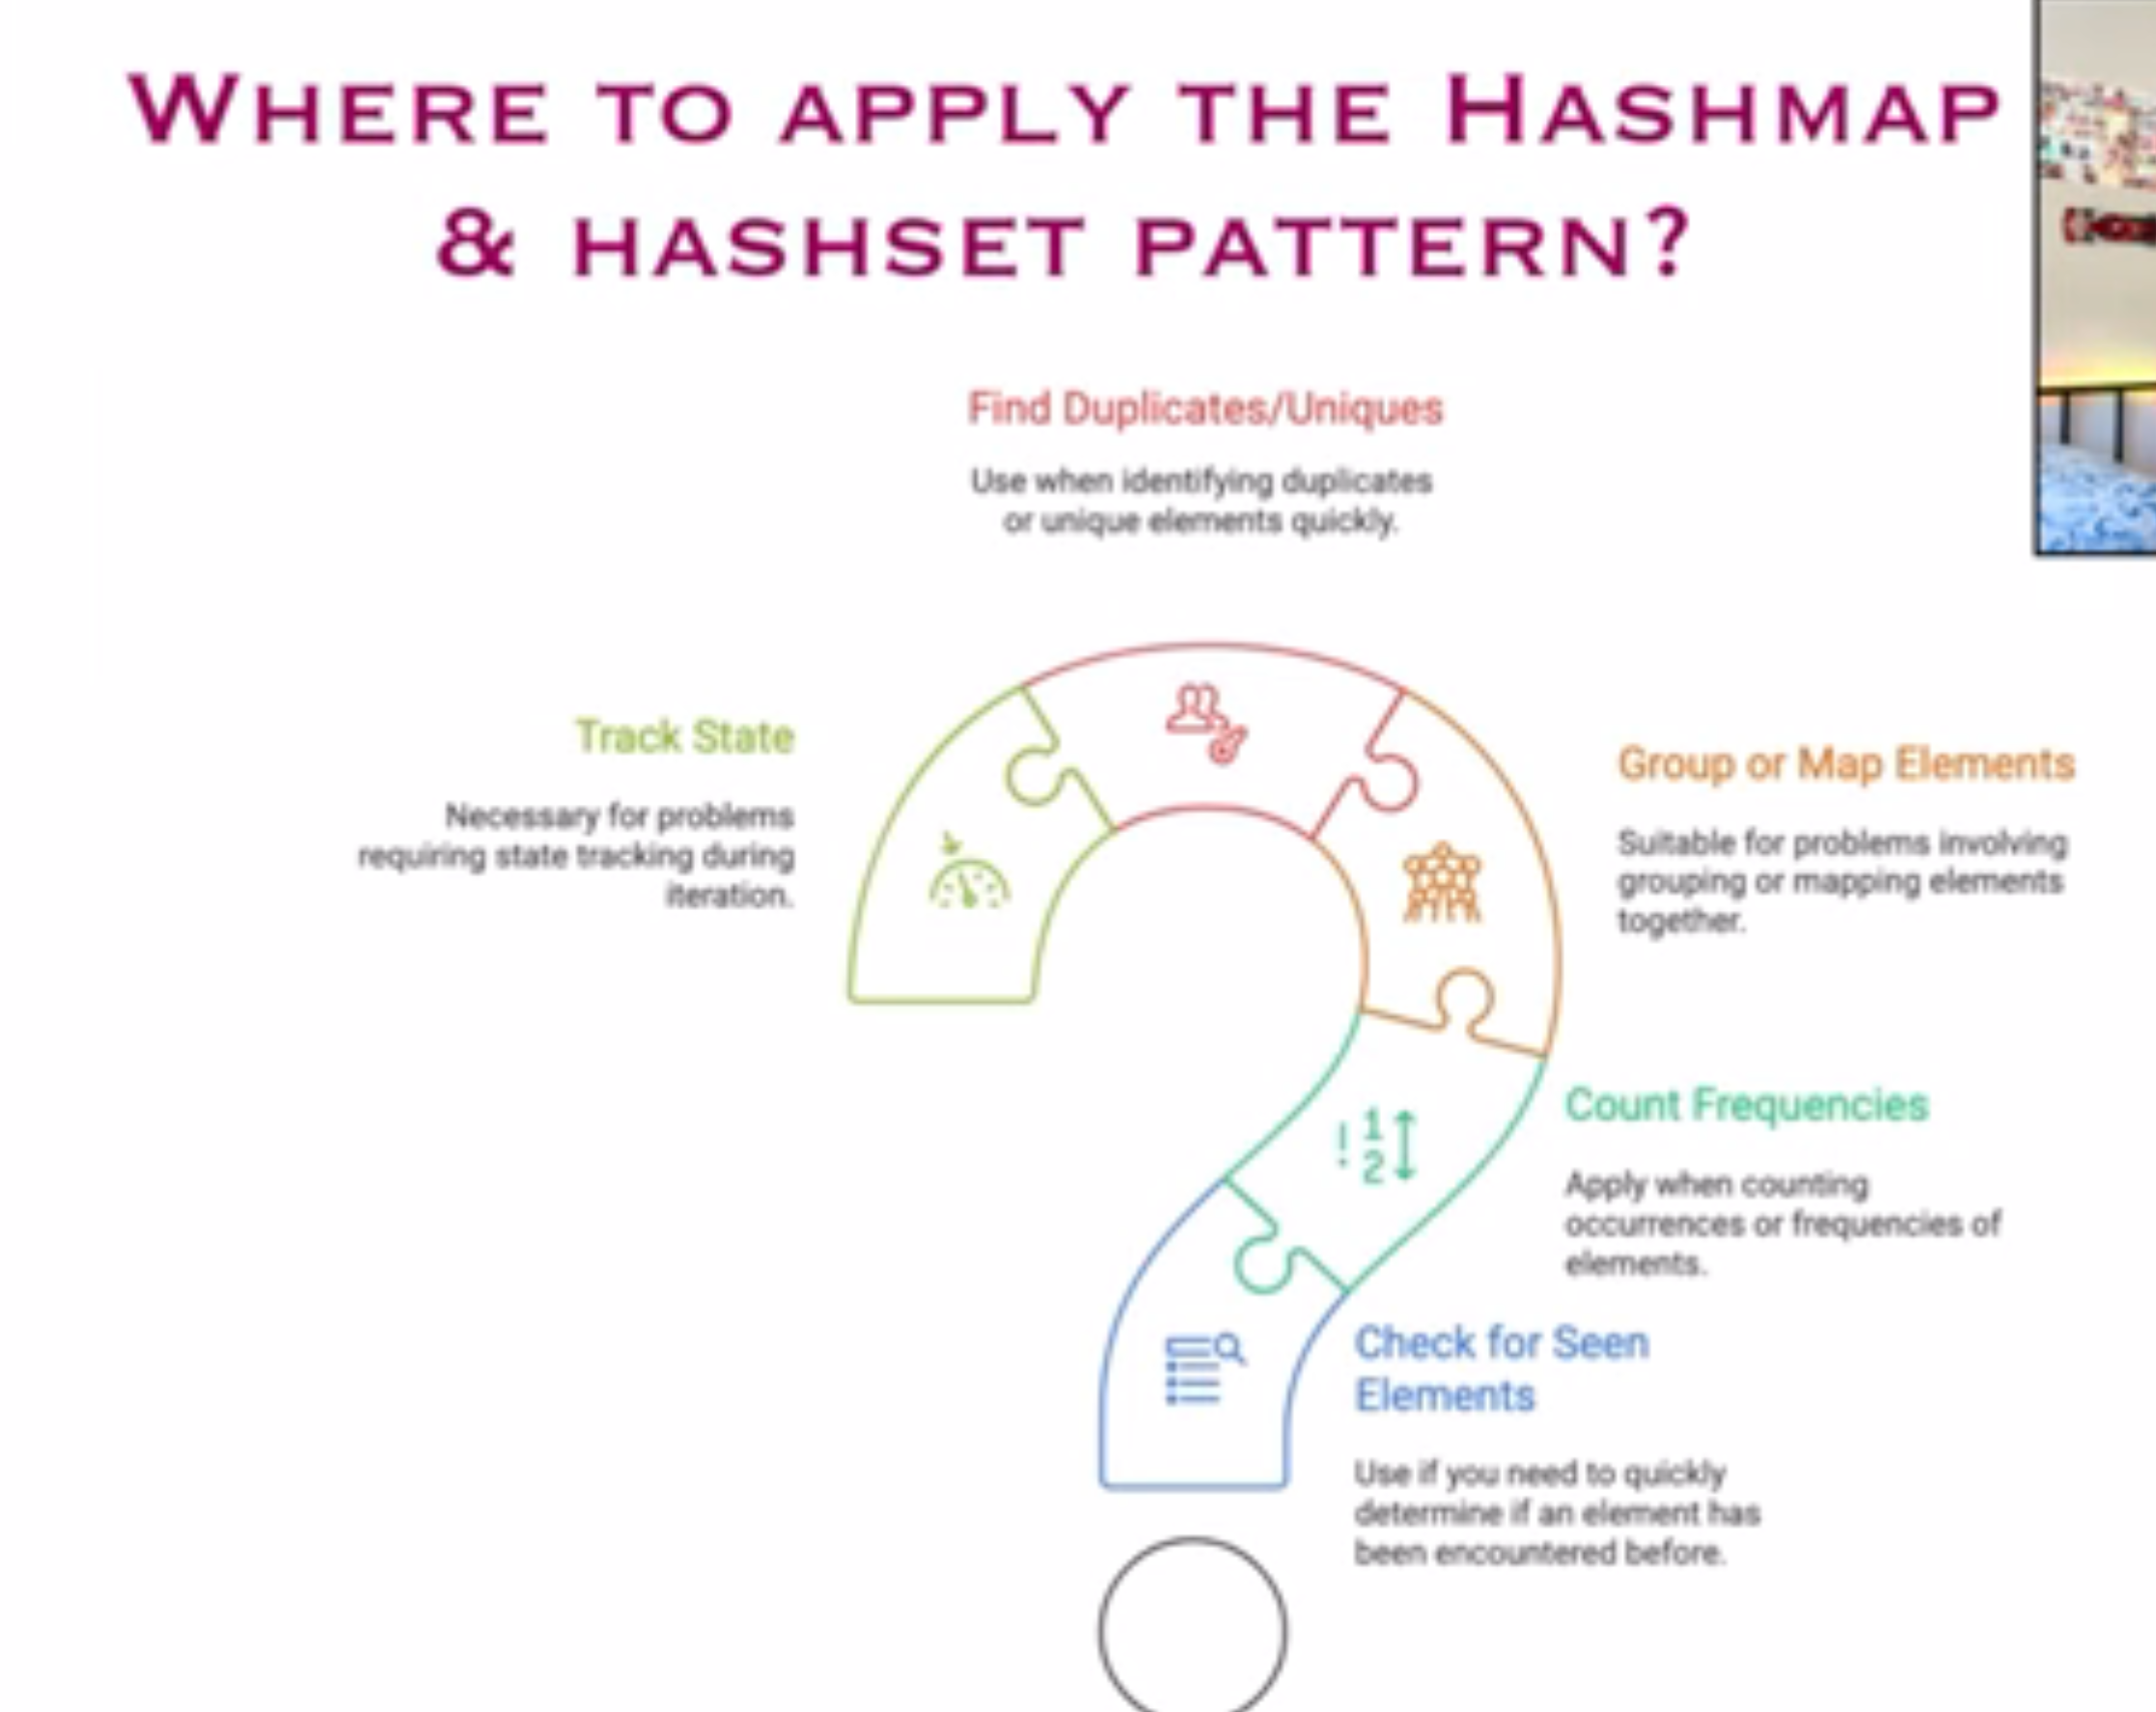 WHERE TO APPLY THE HASHMAP
& HASHSET PATTERN?
Find Duplicates/Uniques
Use when identifying duplicates
or unique elements quickly.
Track State
Necessary for problems
requiring state tracking during
iteration.
Group or Map Elements
Suitable for problems involving
grouping or mapping elements
together.
! 1
2
Count Frequencies
Apply when counting
occurrences or frequencies of
elements.
Check for Seen
Elements
Use if you need to quickly
determine if an element has
been encountered before.